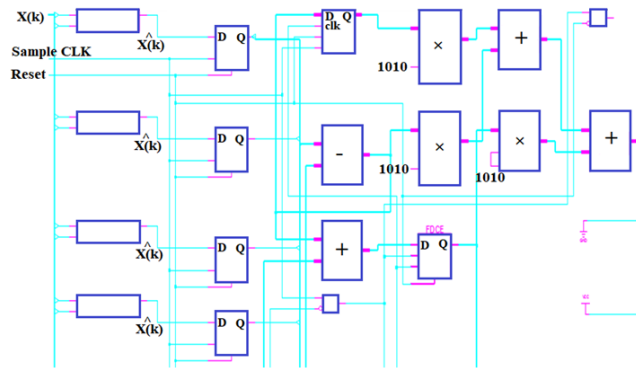 X(k)
X̂(k)
D Q
D Q
clk
1010
×
+
Sample CLK
Reset
X̂(k)
D Q
-
1010
×
×
1010
+
X̂(k)
D Q
+
FDCE
D Q
X̂(k)
D Q